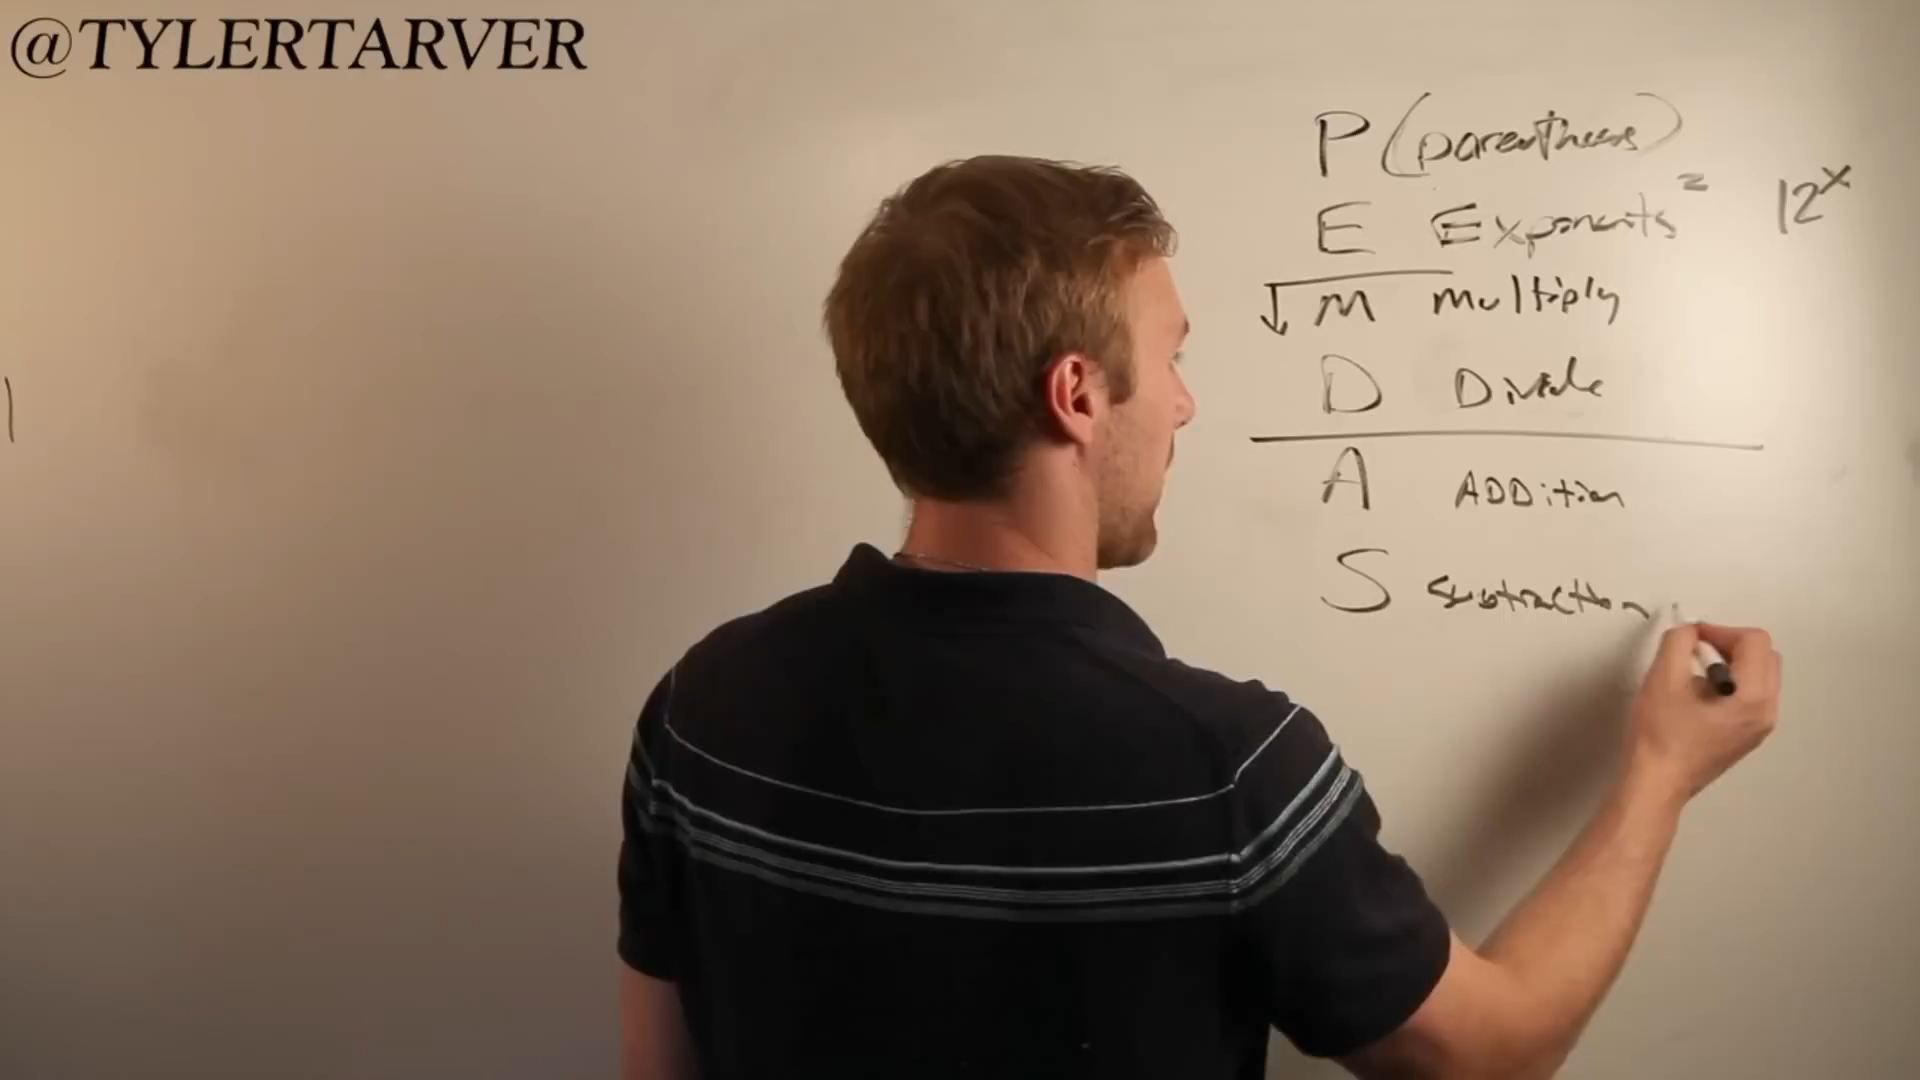 @TYLERTARVER
P (parenthesis)
E Exponents² 12ˣ
M multiply
D Divide
A ADDition
S subtraction